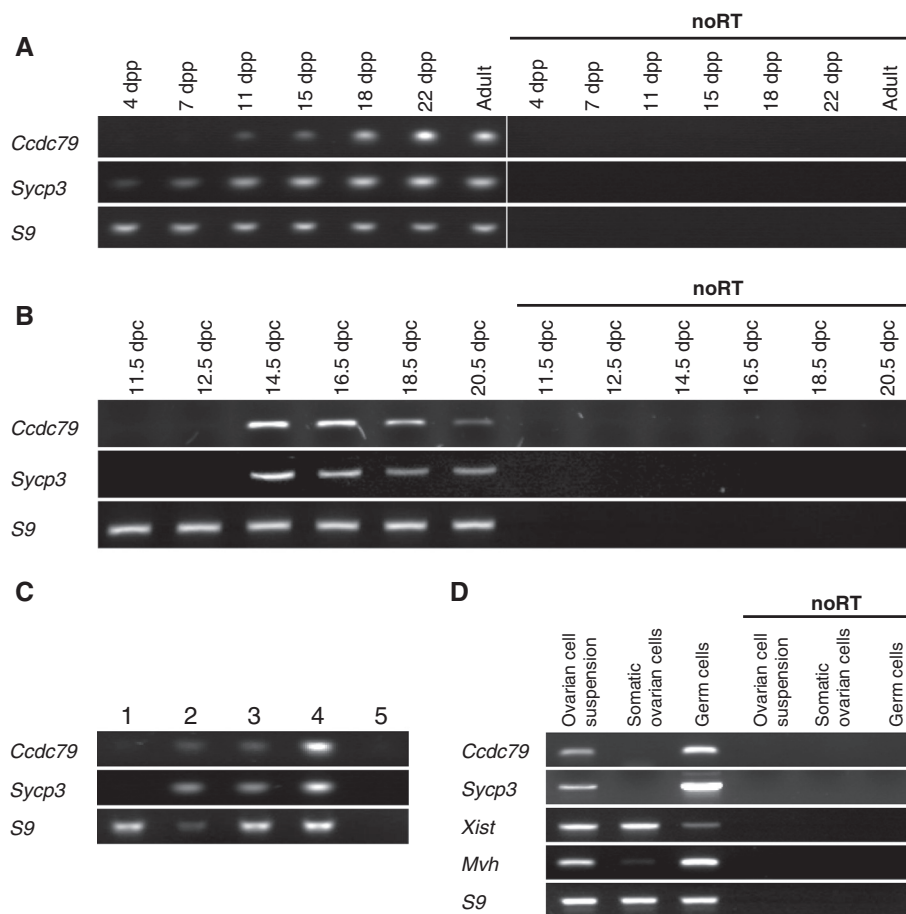 A
noRT
4 dpp 7 dpp 11 dpp 15 dpp 18 dpp 22 dpp Adult 4 dpp 7 dpp 11 dpp 15 dpp 18 dpp 22 dpp Adult
Ccdc79
Sycp3
S9
B
noRT
11.5 dpc 12.5 dpc 14.5 dpc 16.5 dpc 18.5 dpc 20.5 dpc 11.5 dpc 12.5 dpc 14.5 dpc 16.5 dpc 18.5 dpc 20.5 dpc
Ccdc79
Sycp3
S9
C
1 2 3 4 5
Ccdc79
Sycp3
S9
D
noRT
Ovarian cell suspension
Somatic ovarian cells
Germ cells
Ovarian cell suspension
Somatic ovarian cells
Germ cells
Ccdc79
Sycp3
Xist
Mvh
S9